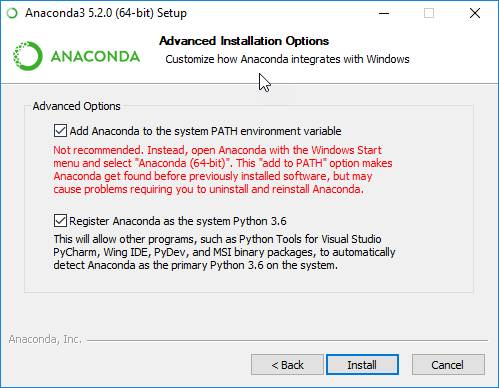 Anaconda3 5.2.0 (64-bit) Setup
ANACONDA
Advanced Installation Options
Customize how Anaconda integrates with Windows
Advanced Options
Add Anaconda to the system PATH environment variable
Not recommended. Instead, open Anaconda with the Windows Start
menu and select "Anaconda (64-bit)". This "add to PATH" option makes
Anaconda get found before previously installed software, but may
cause problems requiring you to uninstall and reinstall Anaconda.
Register Anaconda as the system Python 3.6
This will allow other programs, such as Python Tools for Visual Studio
PyCharm, Wing IDE, PyDev, and MSI binary packages, to automatically
detect Anaconda as the primary Python 3.6 on the system.
Anaconda, Inc.
< Back
Install
Cancel